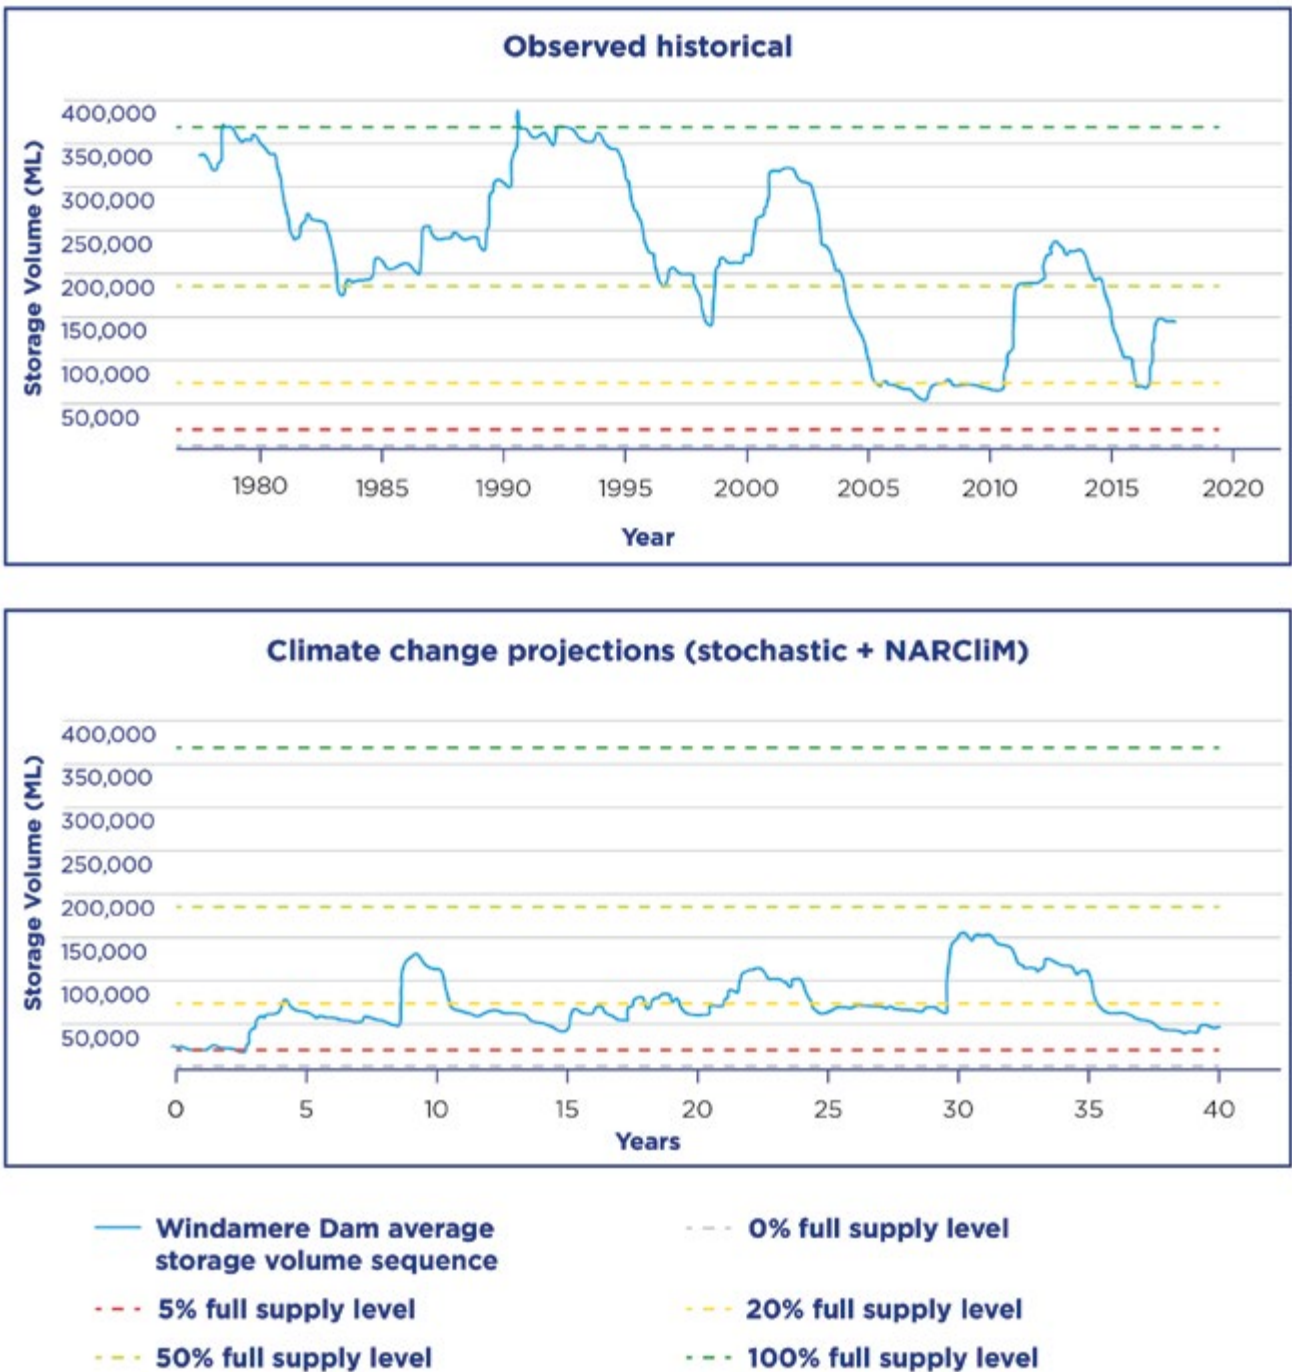 Observed historical
Storage Volume (ML)
400,000
350,000
300,000
250,000
200,000
150,000
100,000
50,000
1980 1985 1990 1995 2000 2005 2010 2015 2020
Year
Climate change projections (stochastic + NARCliM)
Storage Volume (ML)
400,000
350,000
300,000
250,000
200,000
150,000
100,000
50,000
0 5 10 15 20 25 30 35 40
Years
Windamere Dam average
storage volume sequence
0% full supply level
5% full supply level
20% full supply level
50% full supply level
100% full supply level